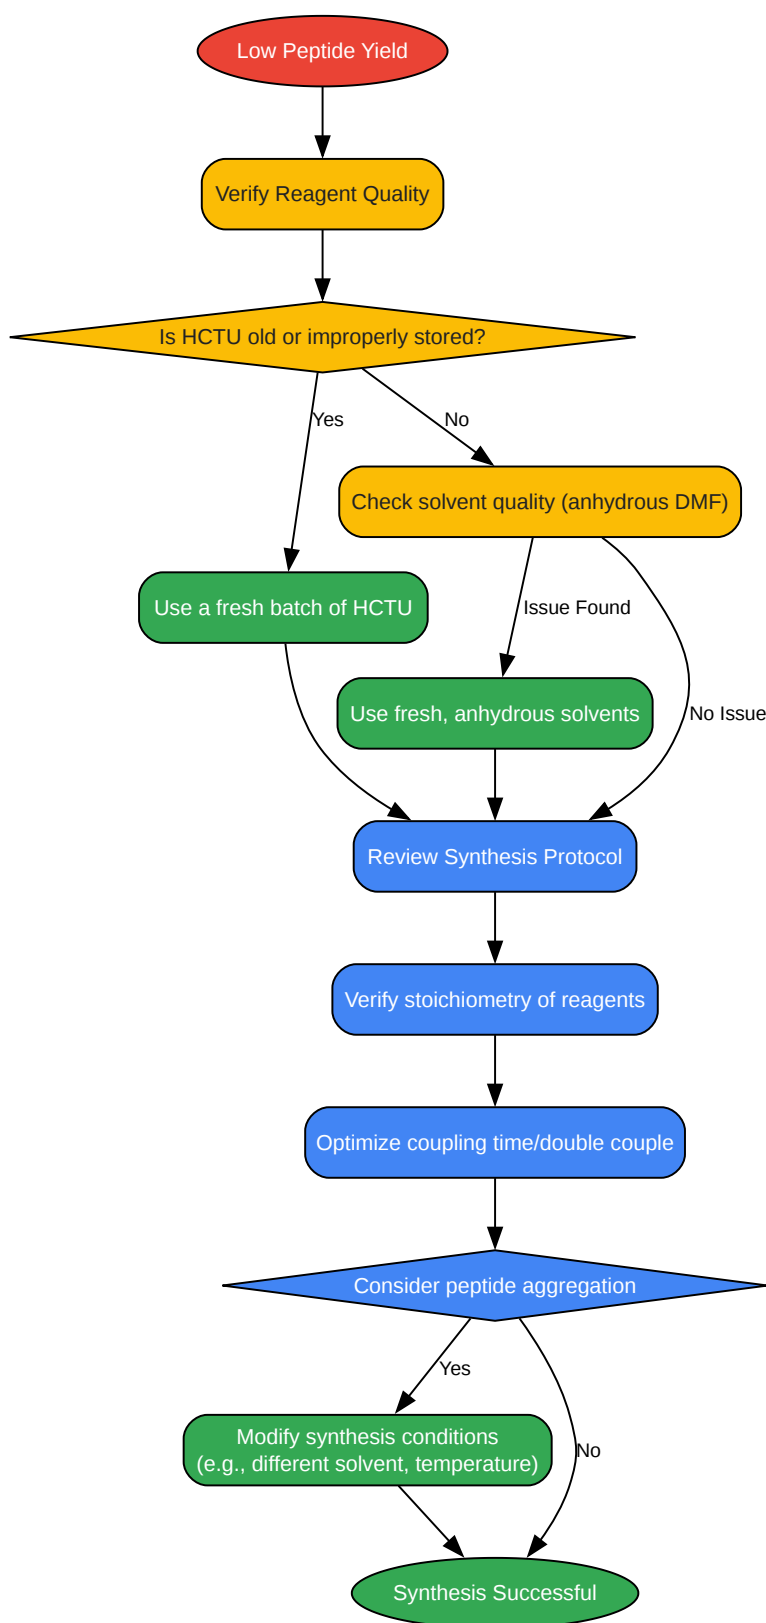 Low Peptide Yield
Verify Reagent Quality
Is HCTU old or improperly stored?
Yes
No
Check solvent quality (anhydrous DMF)
Use a fresh batch of HCTU
Issue Found
Use fresh, anhydrous solvents
No Issue
Review Synthesis Protocol
Verify stoichiometry of reagents
Optimize coupling time/double couple
Consider peptide aggregation
Yes
Modify synthesis conditions
(e.g., different solvent, temperature)
No
Synthesis Successful